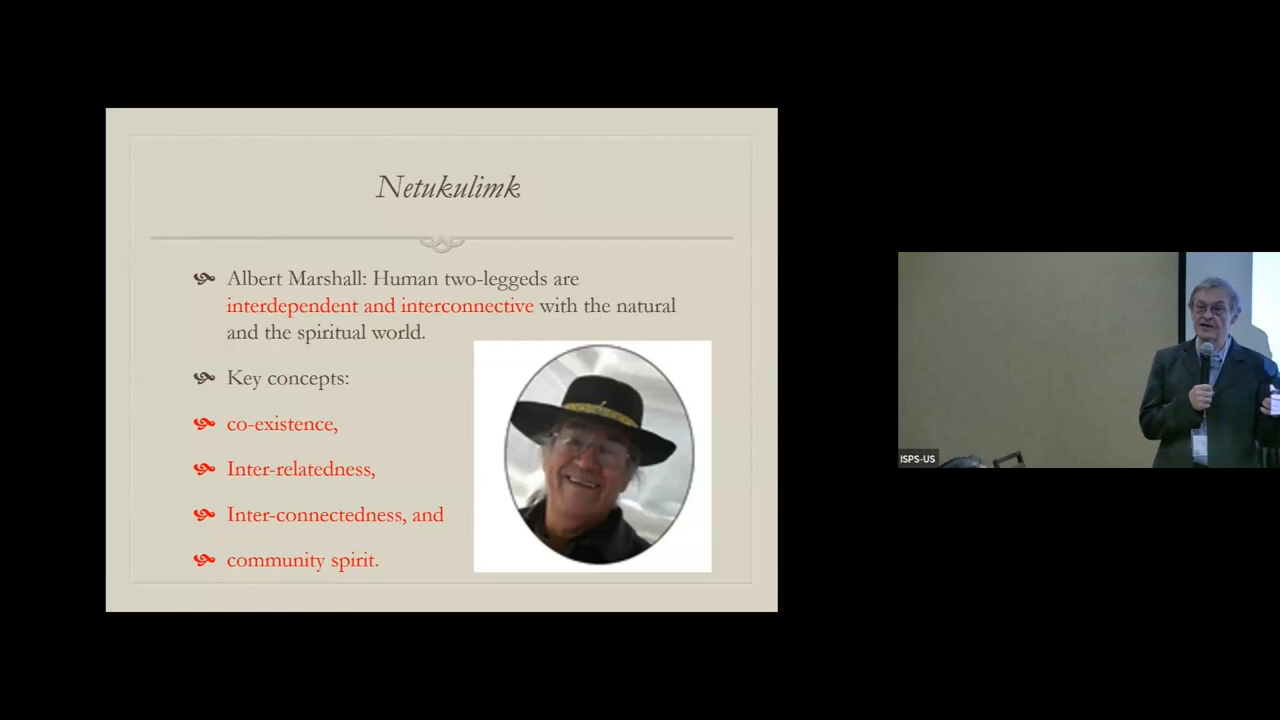 Netukulimk
Albert Marshall: Human two-leggeds are
interdependent and interconnective with the natural
and the spiritual world.
Key concepts:
co-existence,
Inter-relatedness,
Inter-connectedness, and
community spirit.
ISPS-US